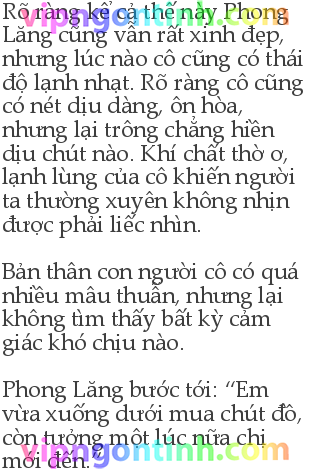 Rõ ràng kể cả thế này Phong
Lăng cũng vẫn rất xinh đẹp,
nhưng lúc nào cô cũng có thái
độ lạnh nhạt. Rõ ràng cô cũng
có nét dịu dàng, ôn hòa,
nhưng lại trông chẳng hiền
dịu chút nào. Khí chất thờ ơ,
lạnh lùng của cô khiến người
ta thường xuyên không nhịn
được phải liếc nhìn.
Bản thân con người cô có quá
nhiều mâu thuẫn, nhưng lại
không tìm thấy bất kỳ cảm
giác khó chịu nào.
Phong Lăng bước tới: “Em
vừa xuống dưới mua chút đồ,
còn tưởng một lúc nữa chị
mới đến.”
vipngontinh.com
vipngontinh.com